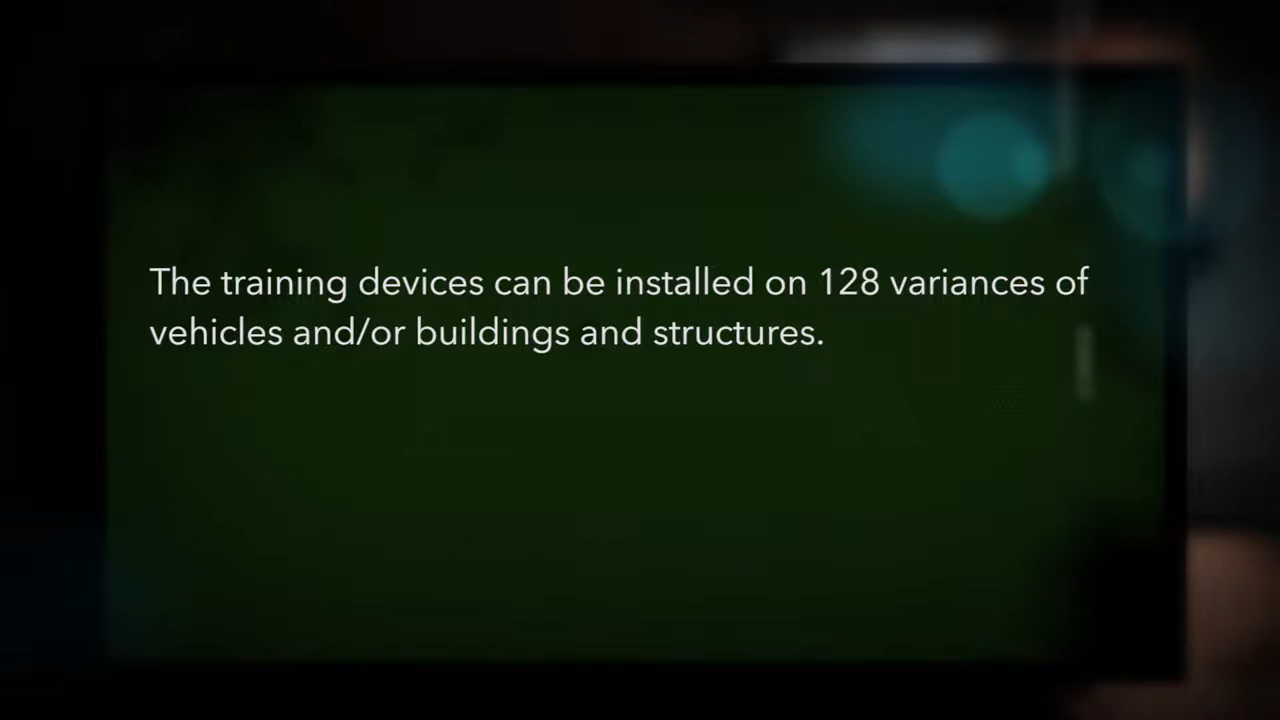 The training devices can be installed on 128 variances of
vehicles and/or buildings and structures.